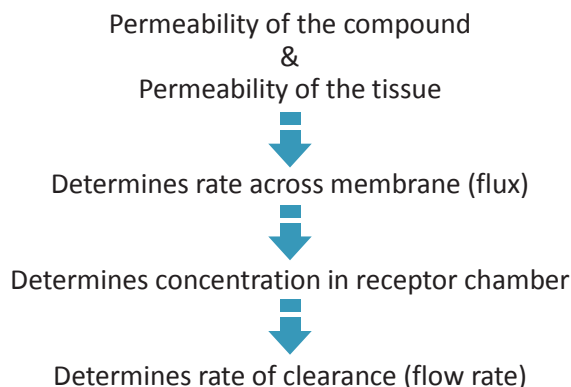 Permeability of the compound
&
Permeability of the tissue
Determines rate across membrane (flux)
Determines concentration in receptor chamber
Determines rate of clearance (flow rate)